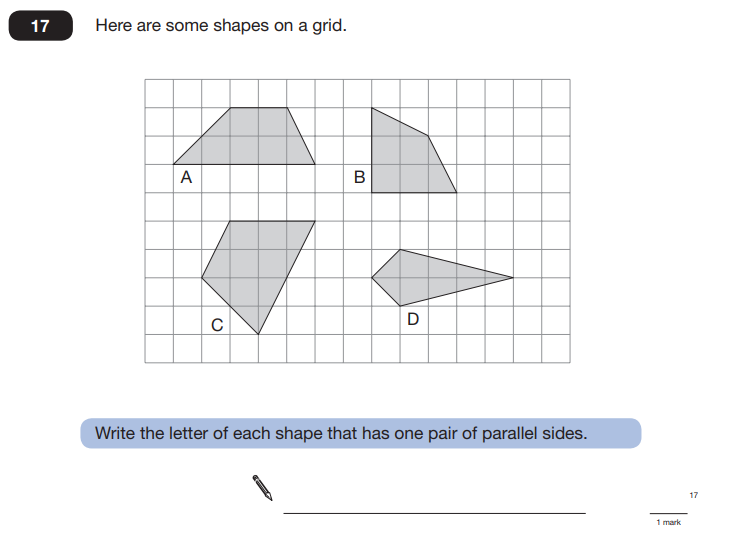 17
Here are some shapes on a grid.
A
B
C
D
Write the letter of each shape that has one pair of parallel sides.
17
1 mark